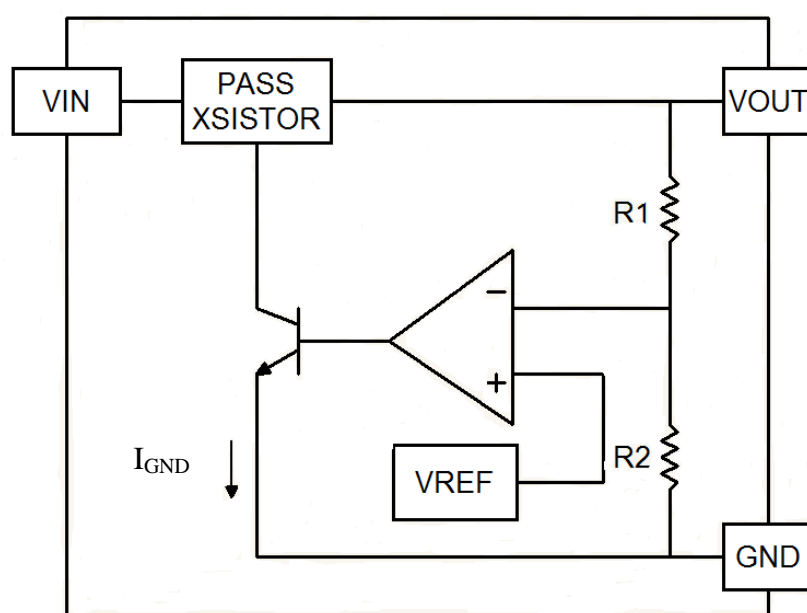 VIN
PASS
XSISTOR
VOUT
R1
−
+
I_GND
VREF
R2
GND